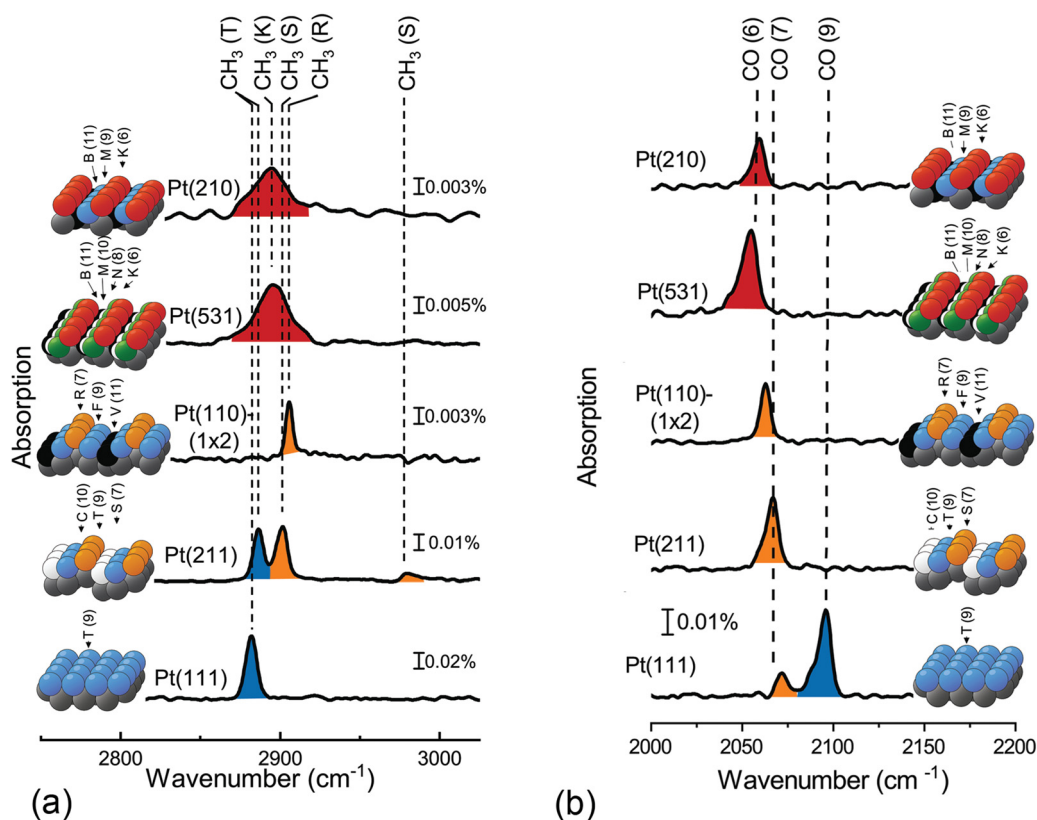 CH3 (T)
CH3 (K)
CH3 (S)
CH3 (R)
CH3 (S)
B (11)
M (9)
K (6)
Pt(210)
0.003%
B (11)
M (10)
N (8)
K (6)
Pt(531)
0.005%
R (7)
F (9)
V (11)
Pt(110)-
(1x2)
0.003%
C (10)
T (9)
S (7)
Pt(211)
0.01%
T (9)
Pt(111)
0.02%
Absorption
2800
2900
3000
Wavenumber (cm-1)
(a)
CO (6)
CO (7)
CO (9)
Pt(210)
B (11)
M (9)
K (6)
Pt(531)
B (11)
M (10)
N (8)
K (6)
Pt(110)-
(1x2)
R (7)
F (9)
V (11)
Pt(211)
C (10)
T (9)
S (7)
0.01%
Pt(111)
T (9)
Absorption
2000
2050
2100
2150
2200
Wavenumber (cm-1)
(b)